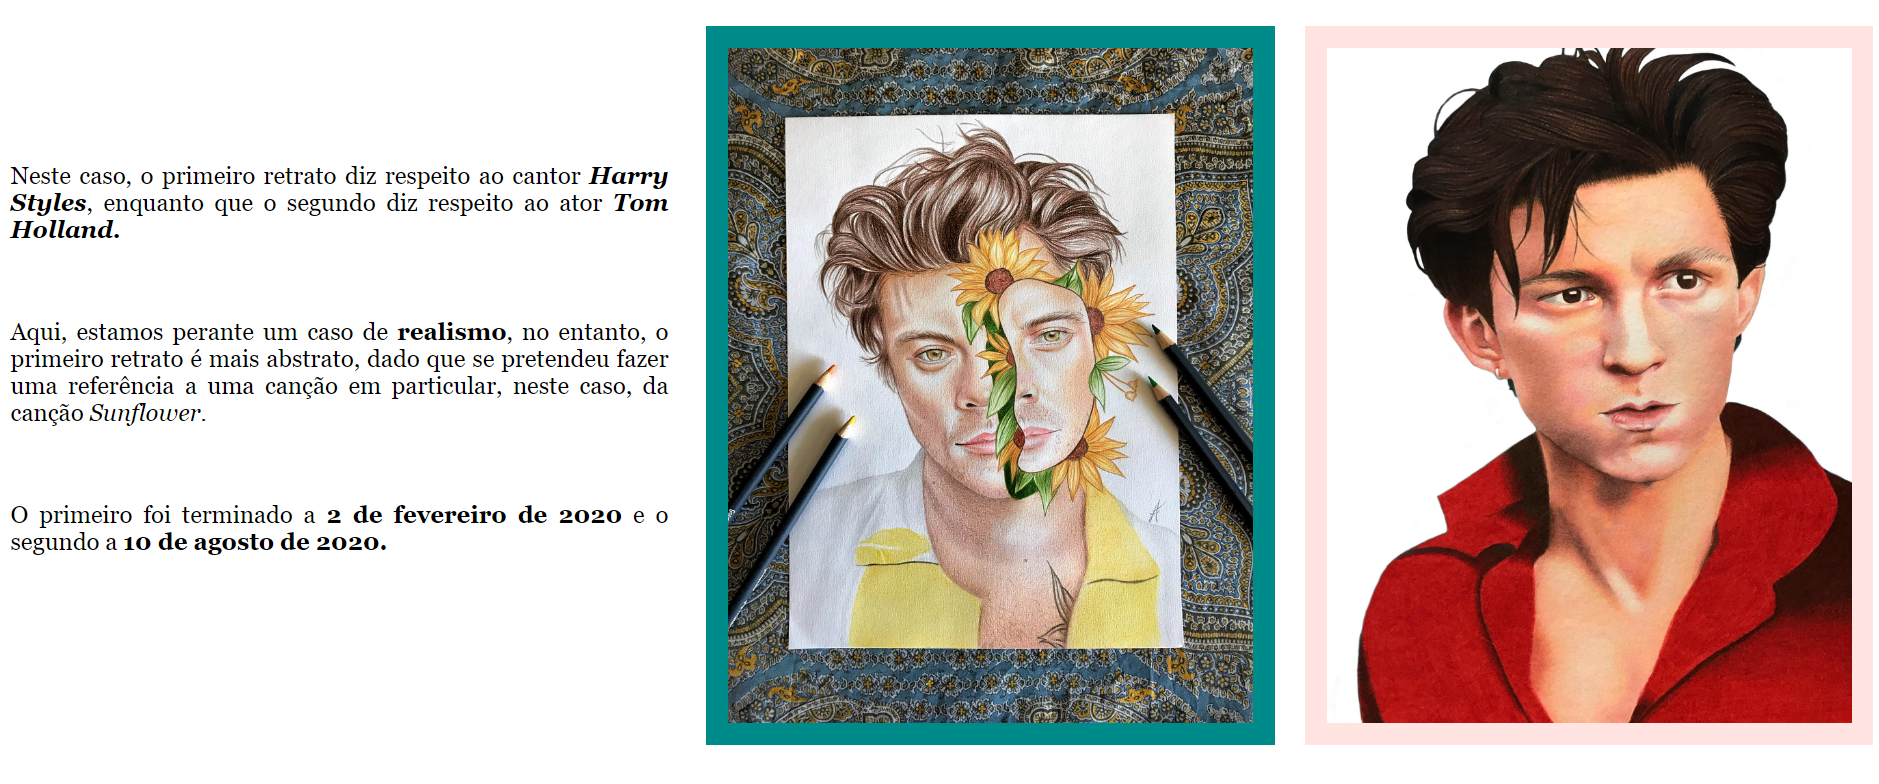 Neste caso, o primeiro retrato diz respeito ao cantor Harry
Styles, enquanto que o segundo diz respeito ao ator Tom
Holland.
Aqui, estamos perante um caso de realismo, no entanto, o
primeiro retrato é mais abstrato, dado que se pretendeu fazer
uma referência a uma canção em particular, neste caso, da
canção Sunflower.
O primeiro foi terminado a 2 de fevereiro de 2020 e o
segundo a 10 de agosto de 2020.